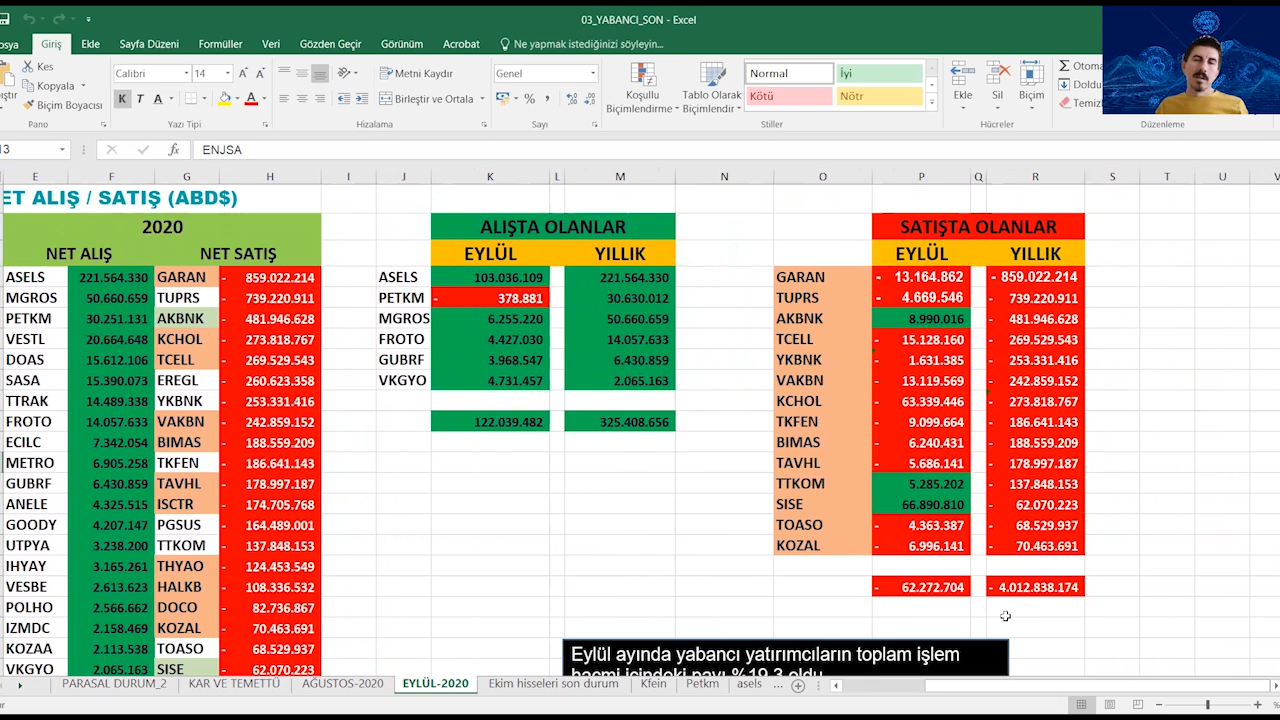 03_YABANCI_SON - Excel
osya Giriş Ekle Sayfa Düzeni Formüller Veri Gözden Geçir Görünüm Acrobat Ne yapmak istediğinizi söyleyin...
Kes
Kopyala
Biçim Boyacısı
ıştır
Pano
Calibri 14
K T A
Yazı Tipi
Metni Kaydır
Birleştir ve Ortala
Hizalama
Genel
Sayı
Koşullu Biçimlendirme
Tablo Olarak Biçimlendir
Normal İyi
Kötü Nötr
Stiller
Ekle Sil Biçim
Hücreler
Otomа
Doldu
Temizl
Düzenleme
13 fx ENJSA
E F G H I J K L M N O P Q R S T U V
ET ALIŞ / SATIŞ (ABD$)
2020
NET ALIŞ NET SATIŞ
ASELS 221.564.330 GARAN - 859.022.214
MGROS 50.660.659 TUPRS - 739.220.911
PETKM 30.251.131 AKBNK - 481.946.628
VESTL 20.664.648 KCHOL - 273.818.767
DOAS 15.612.106 TCELL - 269.529.543
SASA 15.390.073 EREGL - 260.623.358
TTRAK 14.489.338 YKBNK - 253.331.416
FROTO 14.057.633 VAKBN - 242.859.152
ECILC 7.342.054 BIMAS - 188.559.209
METRO 6.905.258 TKFEN - 186.641.143
GUBRF 6.430.859 TAVHL - 178.997.187
ANELE 4.325.515 ISCTR - 174.705.768
GOODY 4.207.147 PGSUS - 164.489.001
UTPYA 3.238.200 TTKOM - 137.848.153
IHYAY 3.165.261 THYAO - 124.453.549
VESBE 2.613.623 HALKB - 108.336.532
POLHO 2.566.662 DOCO - 82.736.867
IZMDC 2.158.469 KOZAL - 70.463.691
KOZAA 2.113.538 TOASO - 68.529.937
VKGYO 2.065.163 SISE - 62.070.223
ALIŞTA OLANLAR
EYLÜL YILLIK
ASELS 103.036.109 221.564.330
PETKM - 378.881 30.630.012
MGROS 6.255.220 50.660.659
FROTO 4.427.030 14.057.633
GUBRF 3.968.547 6.430.859
VKGYO 4.731.457 2.065.163
122.039.482 325.408.656
SATIŞTA OLANLAR
EYLÜL YILLIK
GARAN - 13.164.862 - 859.022.214
TUPRS - 4.669.546 - 739.220.911
AKBNK 8.990.016 - 481.946.628
TCELL - 15.128.160 - 269.529.543
YKBNK - 1.631.385 - 253.331.416
VAKBN - 13.119.569 - 242.859.152
KCHOL - 63.339.446 - 273.818.767
TKFEN - 9.099.664 - 186.641.143
BIMAS - 6.240.431 - 188.559.209
TAVHL - 5.686.141 - 178.997.187
TTKOM 5.285.202 - 137.848.153
SISE 66.890.810 - 62.070.223
TOASO - 4.363.387 - 68.529.937
KOZAL - 6.996.141 - 70.463.691
- 62.272.704 - 4.012.838.174
Eylül ayında yabancı yatırımcıların toplam işlem
hacmi içindeki payı %19,3 oldu
PARASAL DURUM_2 KAR VE TEMETTÜ AĞUSTOS-2020 EYLÜL-2020 Ekim hisseleri son durum Kfein Petkm asels ...